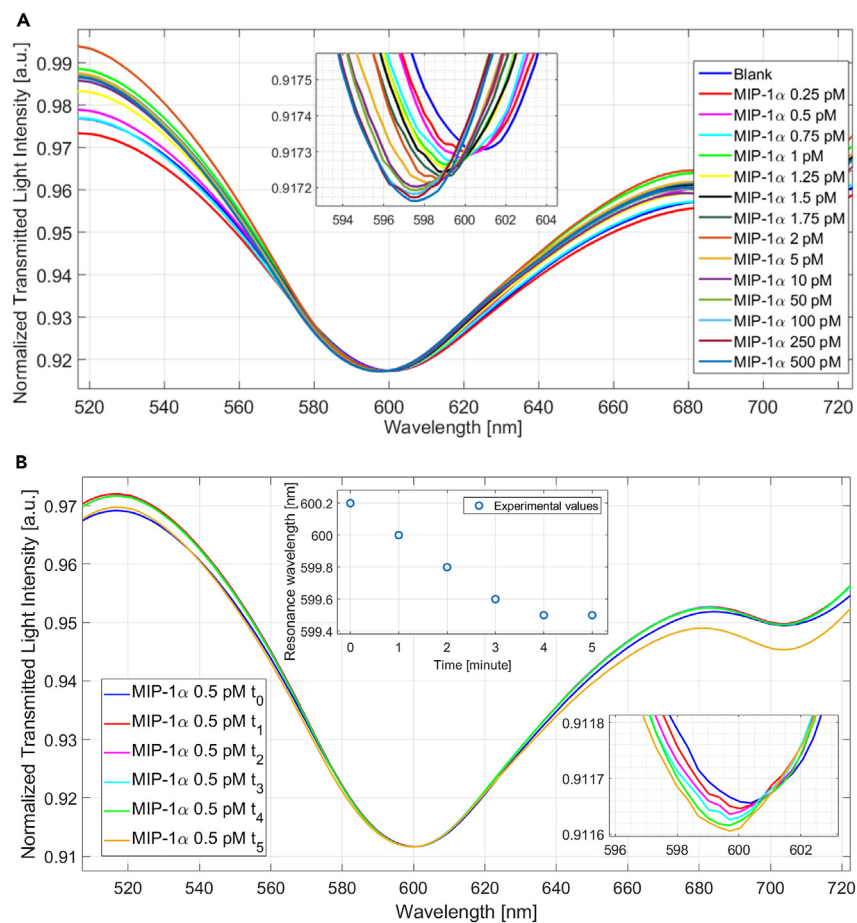 A
Normalized Transmitted Light Intensity [a.u.]
0.99
0.98
0.97
0.96
0.95
0.94
0.93
0.92
520 540 560 580 600 620 640 660 680 700 720
Wavelength [nm]
0.9175
0.9174
0.9173
0.9172
594 596 598 600 602 604
Blank
MIP-1α 0.25 pM
MIP-1α 0.5 pM
MIP-1α 0.75 pM
MIP-1α 1 pM
MIP-1α 1.25 pM
MIP-1α 1.5 pM
MIP-1α 1.75 pM
MIP-1α 2 pM
MIP-1α 5 pM
MIP-1α 10 pM
MIP-1α 50 pM
MIP-1α 100 pM
MIP-1α 250 pM
MIP-1α 500 pM
B
Normalized Transmitted Light Intensity [a.u.]
0.97
0.96
0.95
0.94
0.93
0.92
0.91
520 540 560 580 600 620 640 660 680 700 720
Wavelength [nm]
Resonance wavelength [nm]
600.2
600
599.8
599.6
599.4
0 1 2 3 4 5
Time [minute]
Experimental values
MIP-1α 0.5 pM t0
MIP-1α 0.5 pM t1
MIP-1α 0.5 pM t2
MIP-1α 0.5 pM t3
MIP-1α 0.5 pM t4
MIP-1α 0.5 pM t5
0.9118
0.9117
0.9116
596 598 600 602